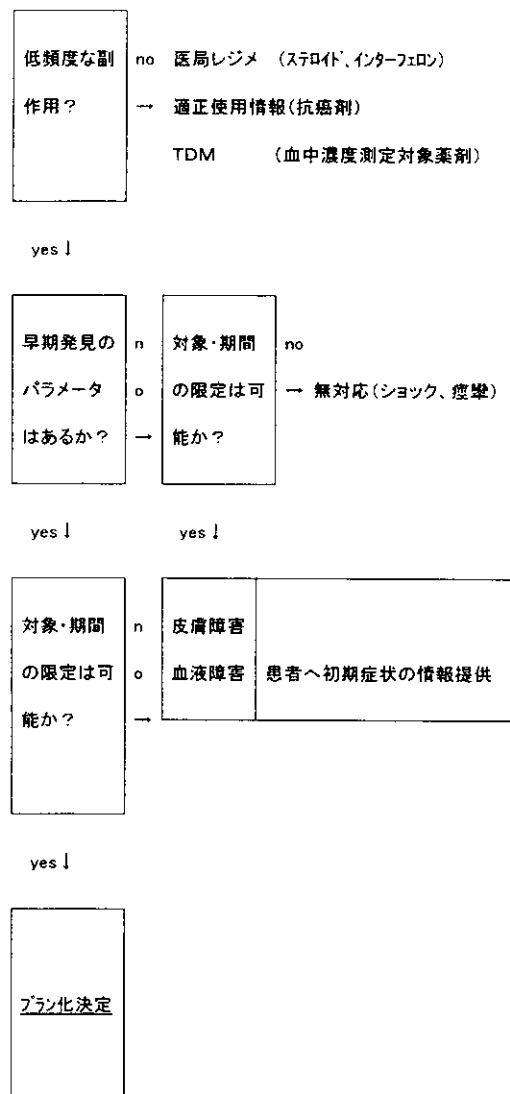 低頻度な副 no 医局レジメ (ステロイド、インターフェロン)
作用? → 適正使用情報(抗癌剤)
TDM (血中濃度測定対象薬剤)
yes↓
早期発見の n 対象・期間 no
パラメータ o の限定は可 → 無対応(ショック、痙攣)
はあるか? → 能か?
yes↓ yes↓
対象・期間 n 皮膚障害
の限定は可 o 血液障害 患者へ初期症状の情報提供
能か? →
yes↓
プラン化決定